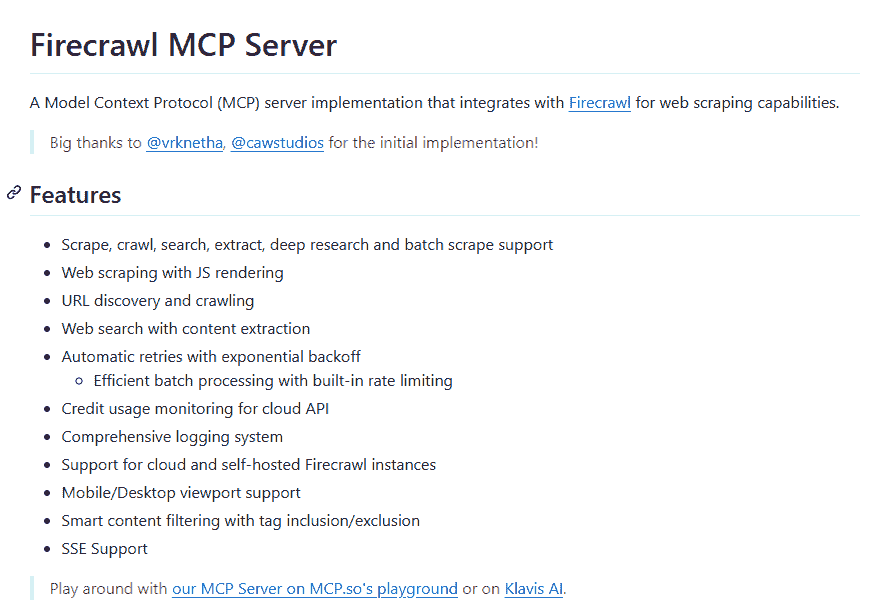 Firecrawl MCP Server
A Model Context Protocol (MCP) server implementation that integrates with Firecrawl for web scraping capabilities.
Big thanks to @vrknetha, @cawstudios for the initial implementation!
Features
Scrape, crawl, search, extract, deep research and batch scrape support
Web scraping with JS rendering
URL discovery and crawling
Web search with content extraction
Automatic retries with exponential backoff
Efficient batch processing with built-in rate limiting
Credit usage monitoring for cloud API
Comprehensive logging system
Support for cloud and self-hosted Firecrawl instances
Mobile/Desktop viewport support
Smart content filtering with tag inclusion/exclusion
SSE Support
Play around with our MCP Server on MCP.so's playground or on Klavis AI.